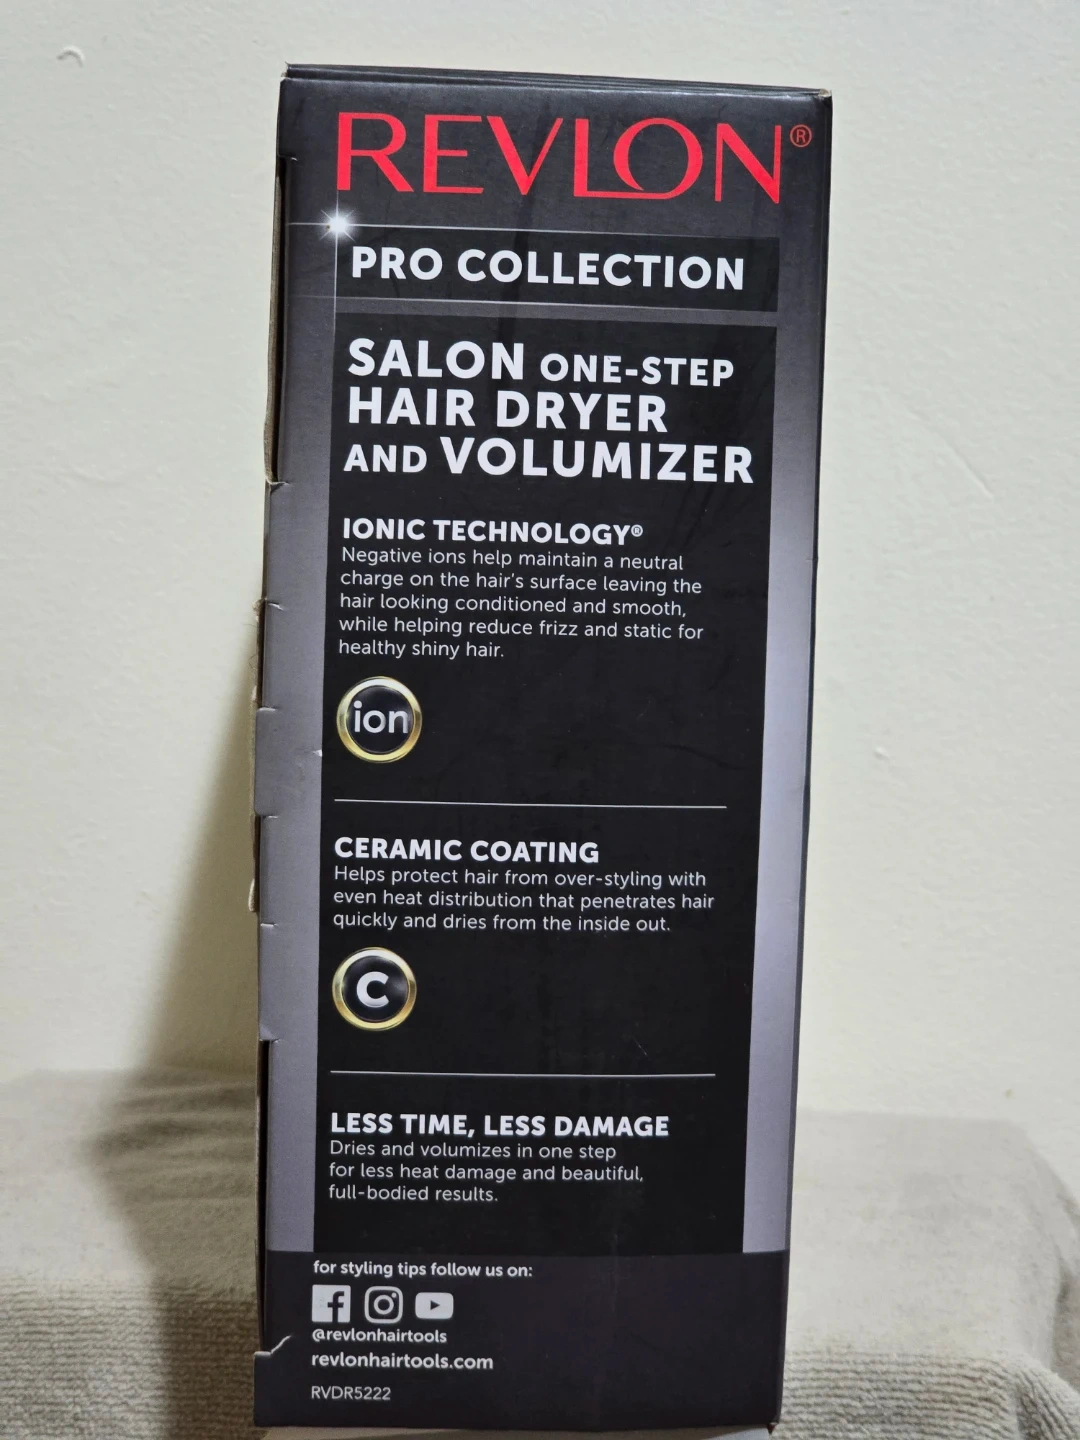 REVLON®
PRO COLLECTION
SALON ONE-STEP
HAIR DRYER
AND VOLUMIZER
IONIC TECHNOLOGY®
Negative ions help maintain a neutral
charge on the hair's surface leaving the
hair looking conditioned and smooth,
while helping reduce frizz and static for
healthy shiny hair.
ion
CERAMIC COATING
Helps protect hair from over-styling with
even heat distribution that penetrates hair
quickly and dries from the inside out.
C
LESS TIME, LESS DAMAGE
Dries and volumizes in one step
for less heat damage and beautiful,
full-bodied results.
for styling tips follow us on:
@revlonhairtools
revlonhairtools.com
RVDR5222